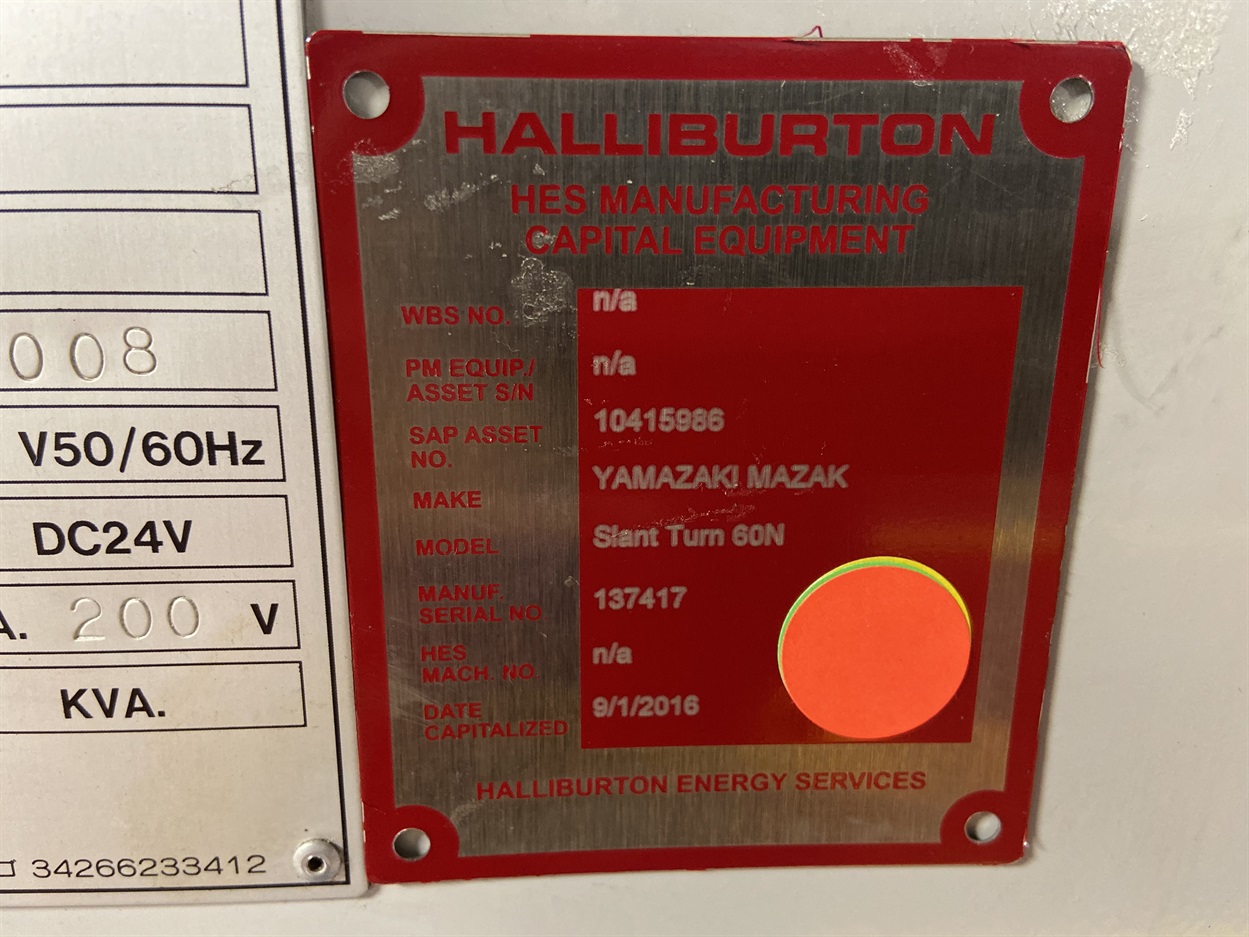 008
V50/60Hz
DC24V
A. 200 V
KVA.
34266233412
HALLIBURTON
HES MANUFACTURING
CAPITAL EQUIPMENT
WBS NO. n/a
PM EQUIP./
ASSET S/N n/a
SAP ASSET
NO. 10415986
MAKE YAMAZAKI MAZAK
MODEL Slant Turn 60N
MANUF.
SERIAL NO 137417
HES
MACH. NO. n/a
DATE
CAPITALIZED 9/1/2016
HALLIBURTON ENERGY SERVICES